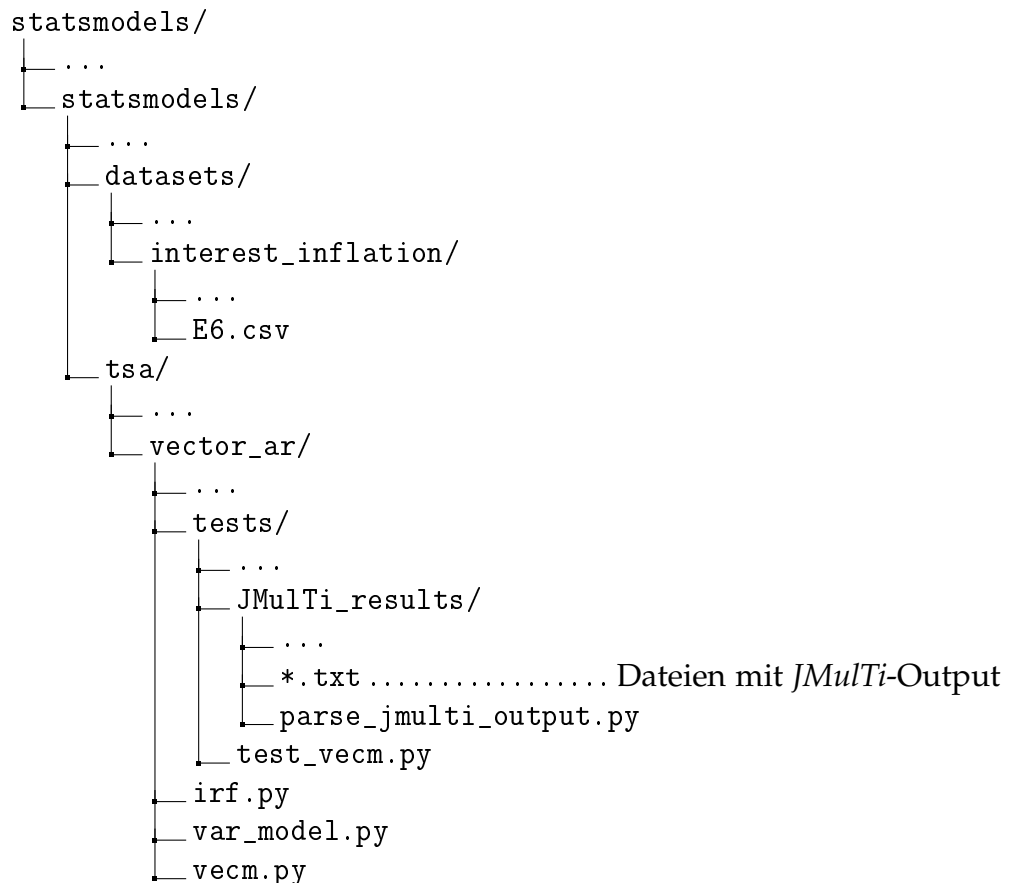 statsmodels/
...
statsmodels/
...
datasets/
...
interest_inflation/
...
E6.csv
tsa/
...
vector_ar/
...
tests/
...
JMulTi_results/
...
*.txt ................. Dateien mit JMulTi-Output
parse_jmulti_output.py
test_vecm.py
irf.py
var_model.py
vecm.py